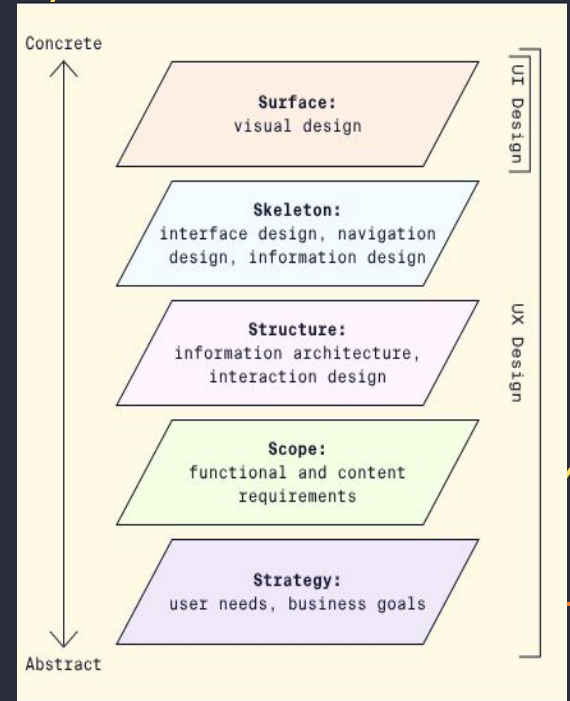 Concrete
Surface:
visual design
UI Design
Skeleton:
interface design, navigation
design, information design
Structure:
information architecture,
interaction design
UX Design
Scope:
functional and content
requirements
Strategy:
user needs, business goals
Abstract